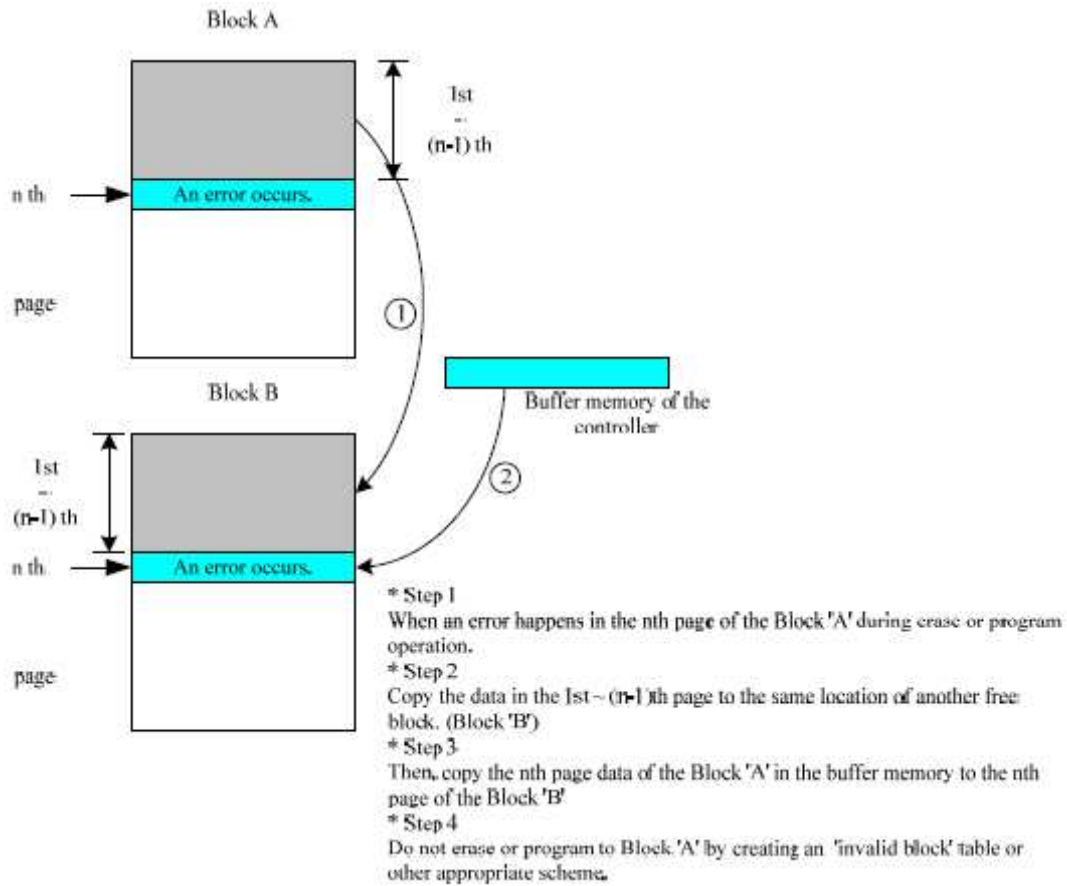 Block A
1st
~
(n-1) th
n th
An error occurs.
page
1
Block B
Buffer memory of the
controller
1st
~
(n-1) th
2
n th
An error occurs.
page
* Step 1
When an error happens in the nth page of the Block 'A' during erase or program
operation.
* Step 2
Copy the data in the 1st ~ (n-1)th page to the same location of another free
block. (Block 'B')
* Step 3
Then, copy the nth page data of the Block 'A' in the buffer memory to the nth
page of the Block 'B'
* Step 4
Do not erase or program to Block 'A' by creating an 'invalid block' table or
other appropriate scheme.